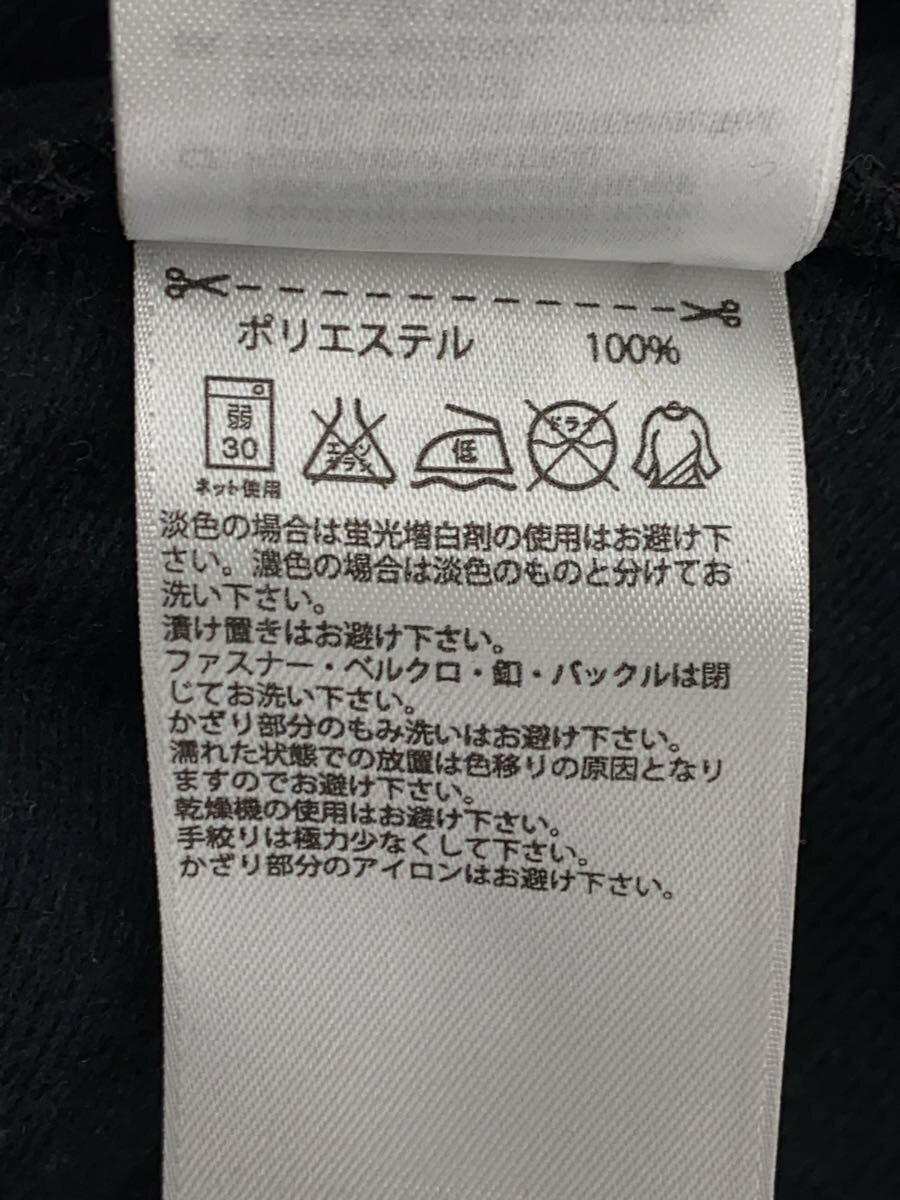 ポリエステル 100%
弱
30
ネット使用
エンソ
サラシ
低
ドライ
淡色の場合は蛍光増白剤の使用はお避け下
さい。濃色の場合は淡色のものと分けてお
洗い下さい。
漬け置きはお避け下さい。
ファスナー・ベルクロ・釦・バックルは閉
じてお洗い下さい。
かざり部分のもみ洗いはお避け下さい。
濡れた状態での放置は色移りの原因となり
ますのでお避け下さい。
乾燥機の使用はお避け下さい。
手絞りは極力少なくして下さい。
かざり部分のアイロンはお避け下さい。